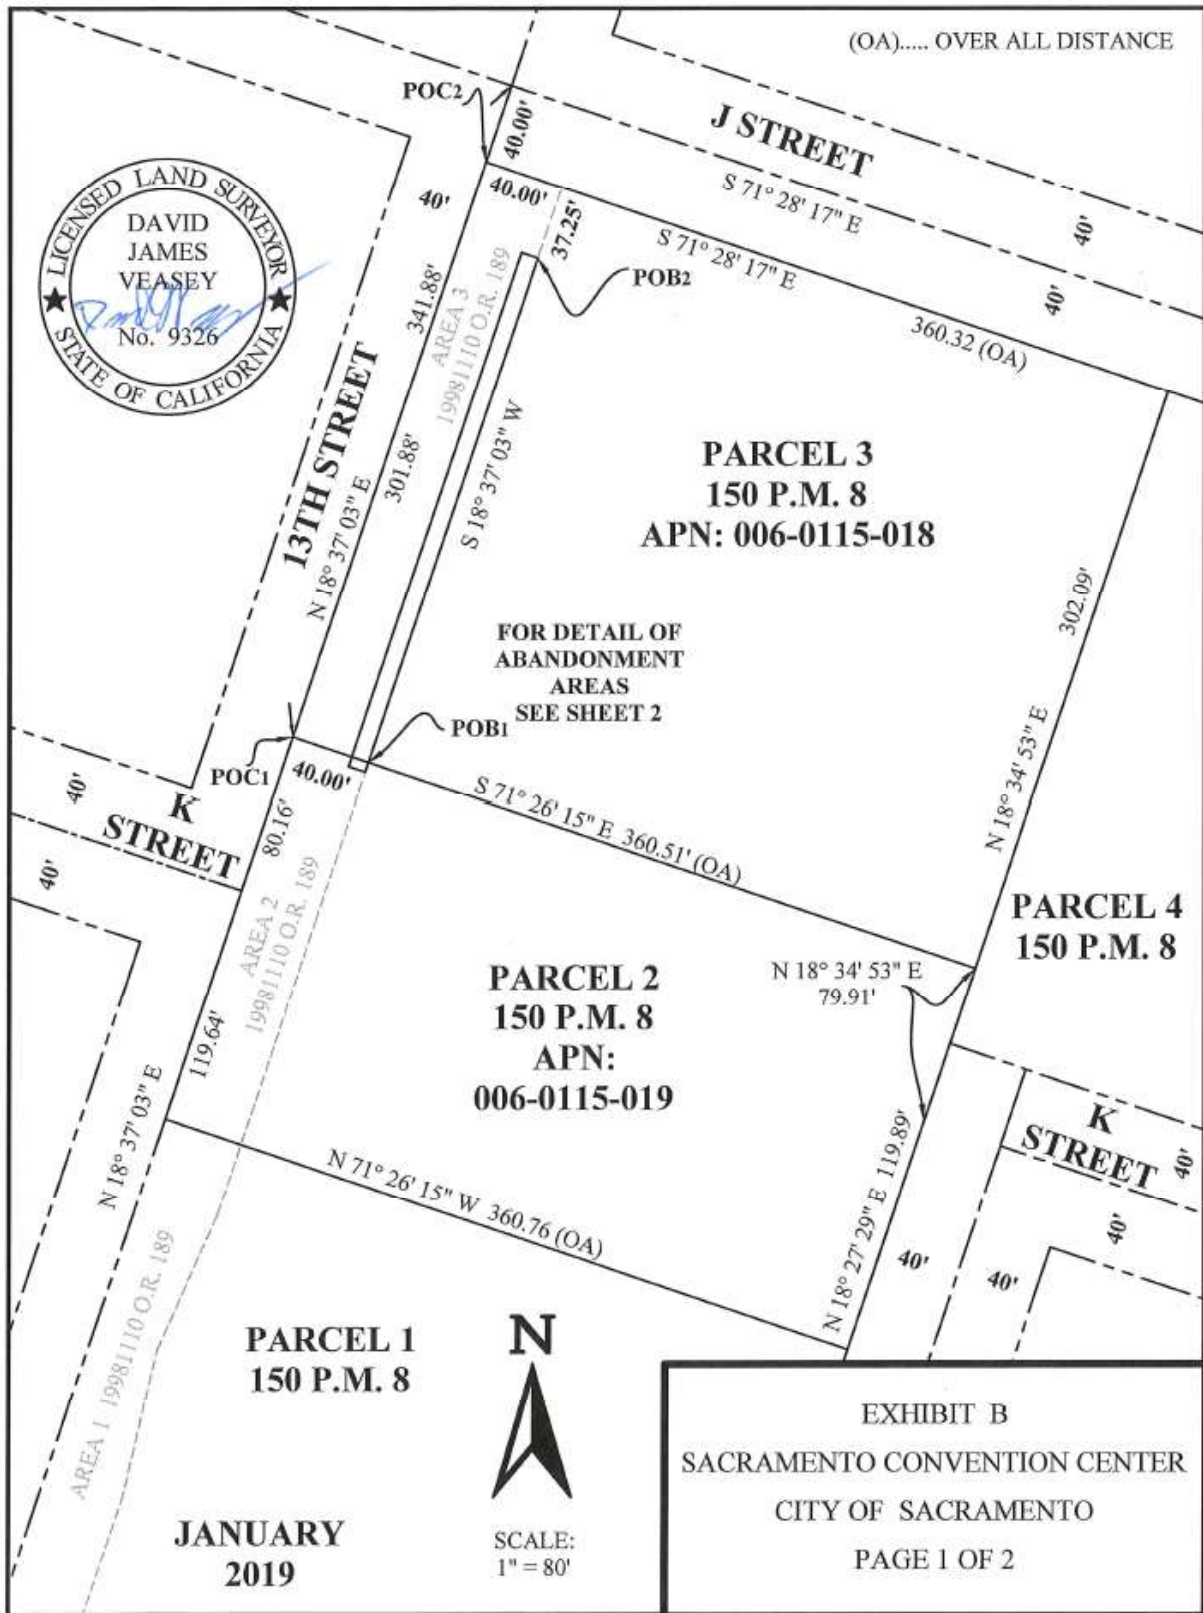 (OA)..... OVER ALL DISTANCE
POC2
40.00'
J STREET
S 71° 28' 17" E
40'
40'
LICENSED LAND SURVEYOR
DAVID
JAMES
VEASEY
No. 9326
STATE OF CALIFORNIA
40'
40.00'
37.25'
S 71° 28' 17" E
POB2
360.32 (OA)
341.88'
AREA 3
19981110 O.R. 189
13TH STREET
N 18° 37' 03" E
301.88'
S 18° 37' 03" W
PARCEL 3
150 P.M. 8
APN: 006-0115-018
302.09'
N 18° 34' 53" E
FOR DETAIL OF
ABANDONMENT
AREAS
SEE SHEET 2
POB1
POC1
40.00'
40'
K
STREET
40'
80.16'
S 71° 26' 15" E 360.51' (OA)
AREA 2
19981110 O.R. 189
PARCEL 4
150 P.M. 8
N 18° 34' 53" E
79.91'
PARCEL 2
150 P.M. 8
APN:
006-0115-019
119.64'
N 18° 37' 03" E
K
STREET
40'
40'
N 71° 26' 15" W 360.76 (OA)
N 18° 27' 29" E 119.89'
40'
40'
AREA 1 19981110 O.R. 189
PARCEL 1
150 P.M. 8
N
SCALE:
1" = 80'
JANUARY
2019
EXHIBIT B
SACRAMENTO CONVENTION CENTER
CITY OF SACRAMENTO
PAGE 1 OF 2